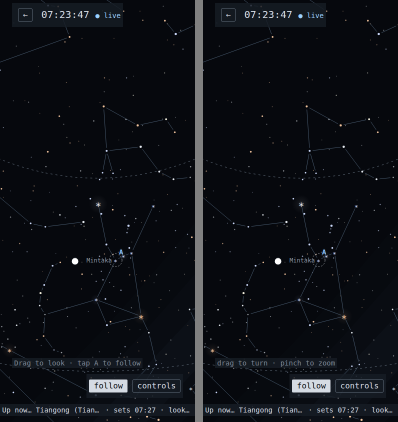 ← 07:23:47 ● live
A
Mintaka
Drag to look · tap A to follow
follow controls
Up now… Tiangong (Tian… · sets 07:27 · look…
← 07:23:47 ● live
A
Mintaka
drag to turn · pinch to zoom
follow controls
Up now… Tiangong (Tian… · sets 07:27 · look…